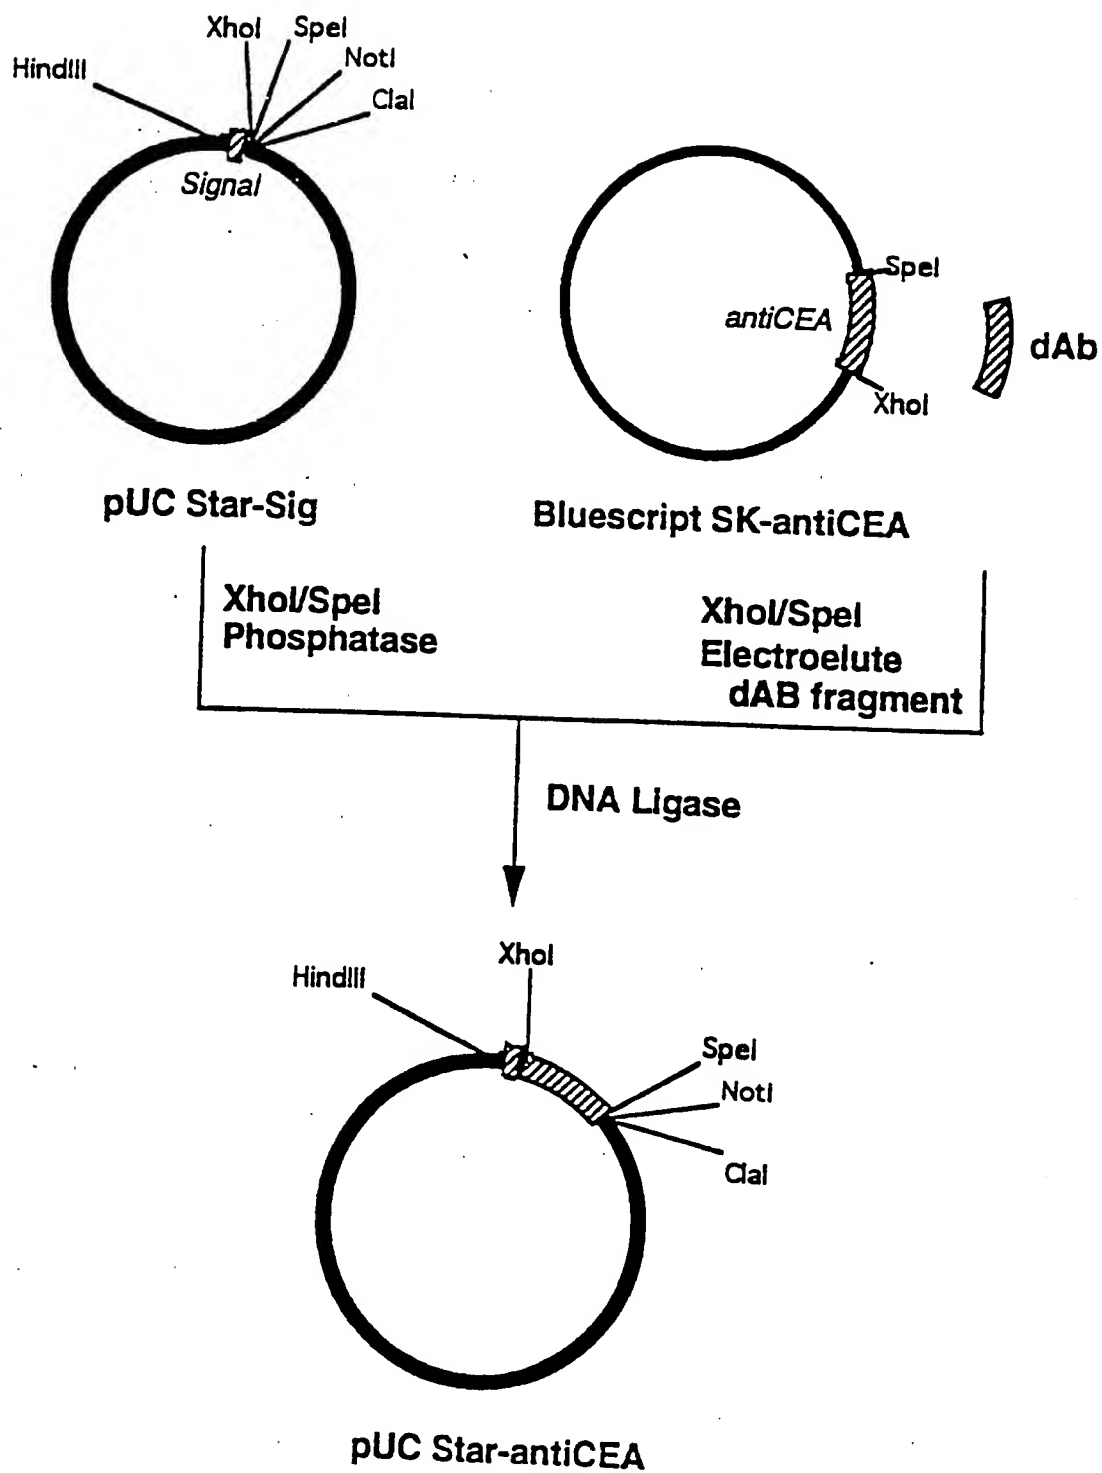 XhoI
SpeI
HindIII
NotI
ClaI
Signal
SpeI
antiCEA
dAb
XhoI
pUC Star-Sig
Bluescript SK-antiCEA
XhoI/SpeI
Phosphatase
XhoI/SpeI
Electroelute
dAB fragment
DNA Ligase
XhoI
HindIII
SpeI
NotI
ClaI
pUC Star-antiCEA